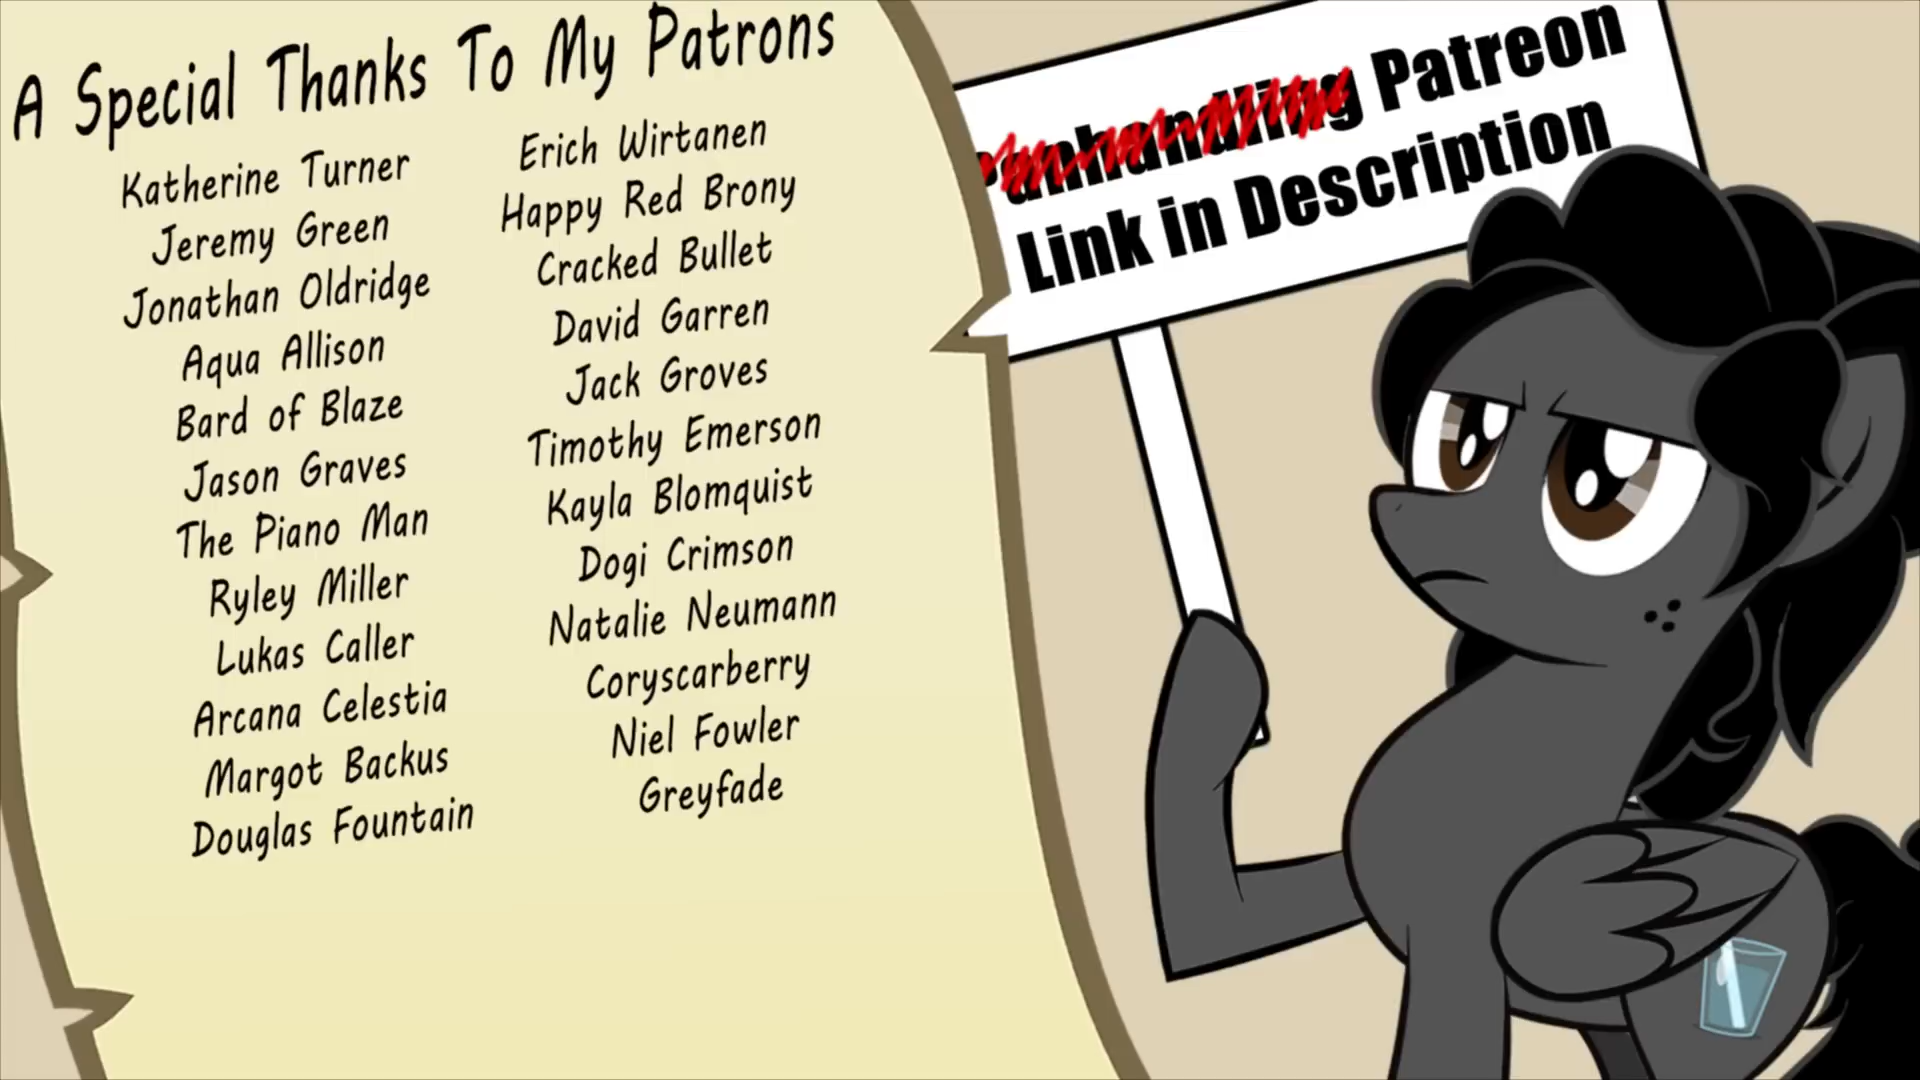 A Special Thanks To My Patrons
Katherine Turner
Jeremy Green
Jonathan Oldridge
Aqua Allison
Bard of Blaze
Jason Graves
The Piano Man
Ryley Miller
Lukas Caller
Arcana Celestia
Margot Backus
Douglas Fountain
Erich Wirtanen
Happy Red Brony
Cracked Bullet
David Garren
Jack Groves
Timothy Emerson
Kayla Blomquist
Dogi Crimson
Natalie Neumann
Coryscarberry
Niel Fowler
Greyfade
Patreon
Link in Description